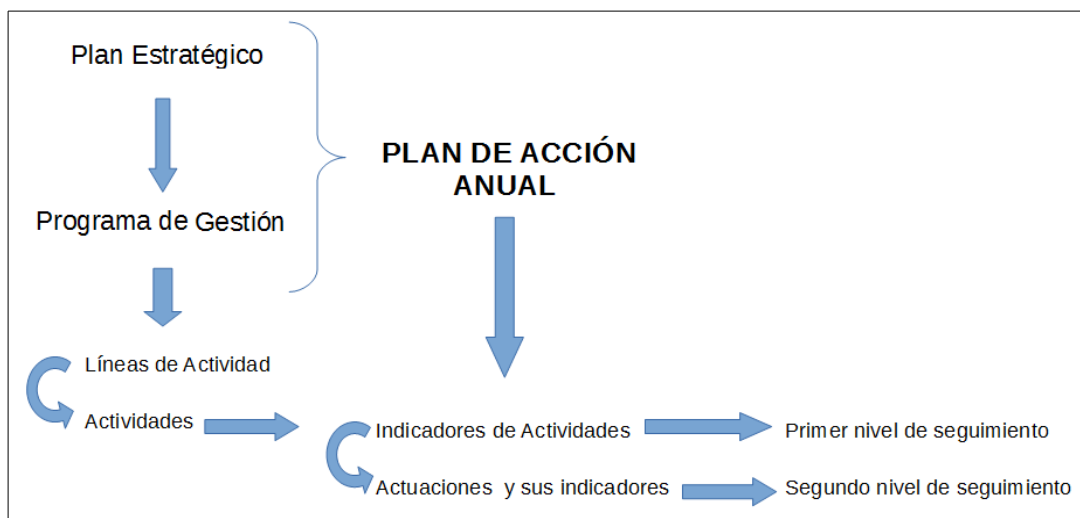 Plan Estratégico
Programa de Gestión
PLAN DE ACCIÓN
ANUAL
Líneas de Actividad
Actividades
Indicadores de Actividades
Primer nivel de seguimiento
Actuaciones y sus indicadores
Segundo nivel de seguimiento